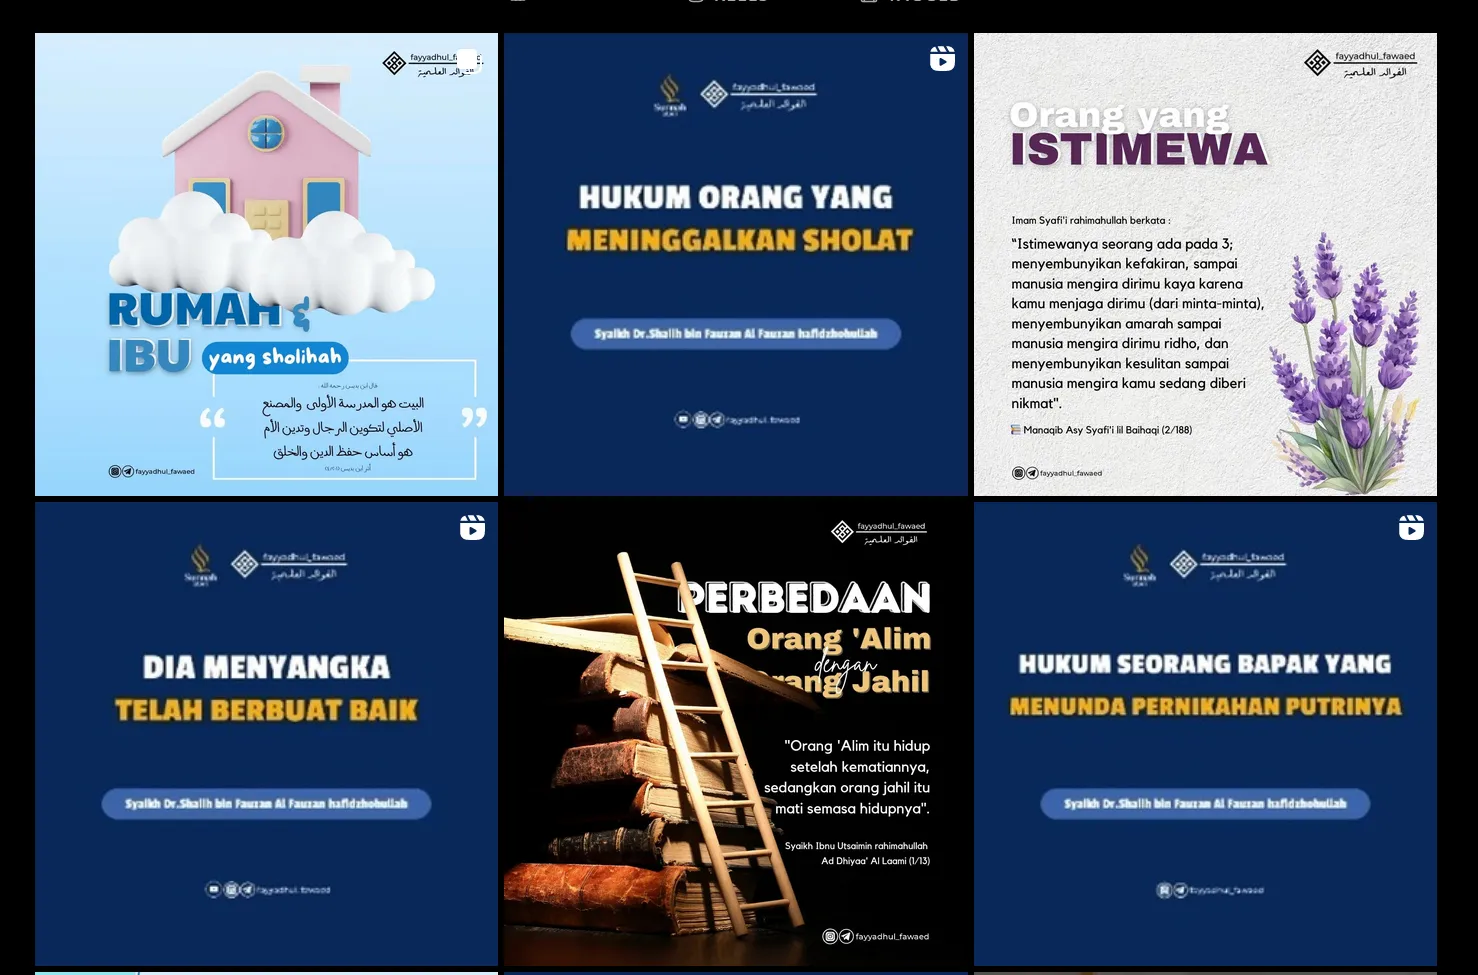 fayyadhul_fawaed
الفوائد العلمية
RUMAH &
IBU yang sholihah
قال ابن باديس رحمه الله :
“ البيت هو المدرسة الأولى والمصنع ”
الأصلي لتكوين الرجال وتدين الأم
هو أساس حفظ الدين والخلق
fayyadhul_fawaed
Sunnah
fayyadhul_fawaed
الفوائد العلمية
HUKUM ORANG YANG
MENINGGALKAN SHOLAT
Syaikh Dr.Shalih bin Fauzan Al Fauzan hafidzhohullah
fayyadhul_fawaed
fayyadhul_fawaed
الفوائد العلمية
Orang yang
ISTIMEWA
Imam Syafi'i rahimahullah berkata :
"Istimewanya seorang ada pada 3;
menyembunyikan kefakiran, sampai
manusia mengira dirimu kaya karena
kamu menjaga dirimu (dari minta-minta),
menyembunyikan amarah sampai
manusia mengira dirimu ridho, dan
menyembunyikan kesulitan sampai
manusia mengira kamu sedang diberi
nikmat".
Manaqib Asy Syafi'i lil Baihaqi (2/188)
fayyadhul_fawaed
Sunnah
fayyadhul_fawaed
الفوائد العلمية
DIA MENYANGKA
TELAH BERBUAT BAIK
Syaikh Dr.Shalih bin Fauzan Al Fauzan hafidzhohullah
fayyadhul_fawaed
fayyadhul_fawaed
الفوائد العلمية
PERBEDAAN
Orang 'Alim
dengan
Orang Jahil
"Orang 'Alim itu hidup
setelah kematiannya,
sedangkan orang jahil itu
mati semasa hidupnya".
Syaikh Ibnu Utsaimin rahimahullah
Ad Dhiyaa' Al Laami (1/13)
fayyadhul_fawaed
Sunnah
fayyadhul_fawaed
الفوائد العلمية
HUKUM SEORANG BAPAK YANG
MENUNDA PERNIKAHAN PUTRINYA
Syaikh Dr.Shalih bin Fauzan Al Fauzan hafidzhohullah
fayyadhul_fawaed